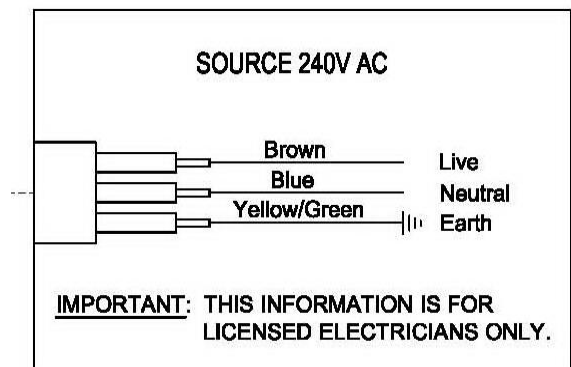 SOURCE 240V AC
Brown Live
Blue Neutral
Yellow/Green Earth
IMPORTANT: THIS INFORMATION IS FOR
LICENSED ELECTRICIANS ONLY.